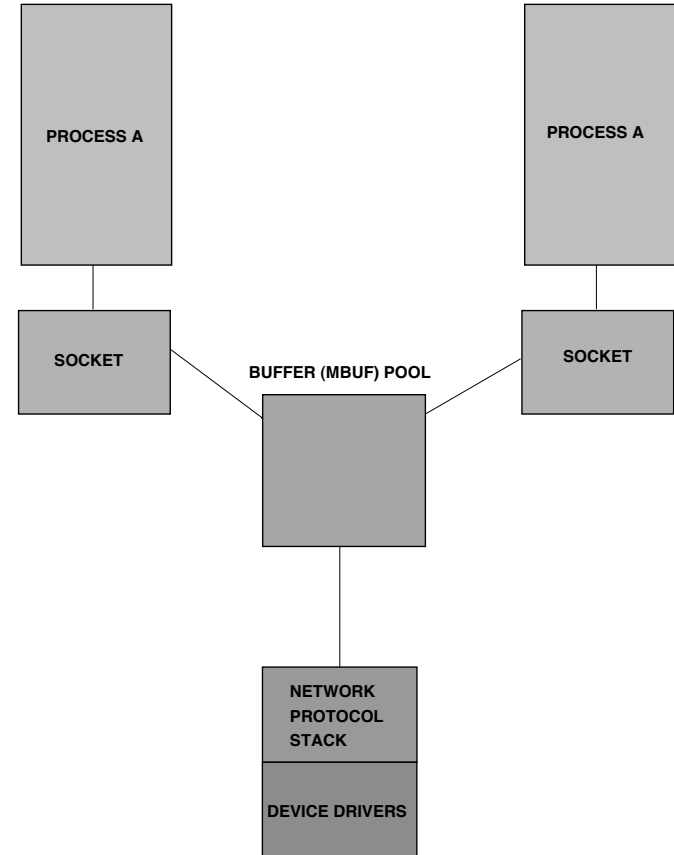 PROCESS A
PROCESS A
SOCKET
SOCKET
BUFFER (MBUF) POOL
NETWORK
PROTOCOL
STACK
DEVICE DRIVERS